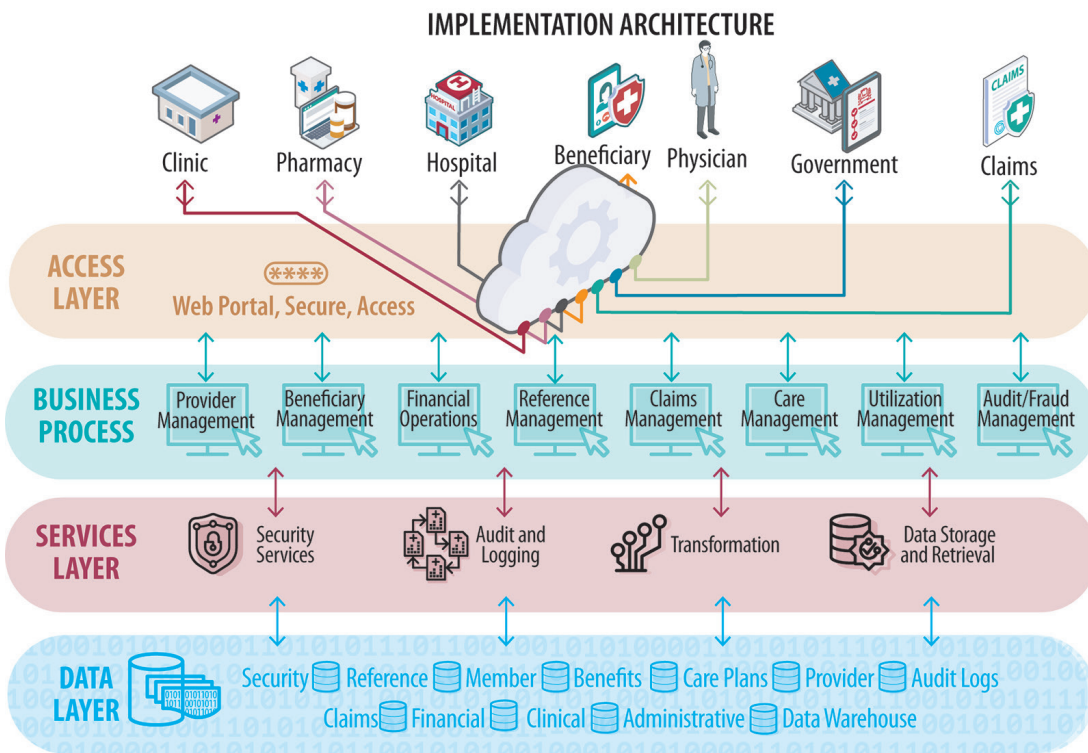 IMPLEMENTATION ARCHITECTURE
H
HOSPITAL
CLAIMS
Clinic
Pharmacy
Hospital
Beneficiary
Physician
Government
Claims
ACCESS
LAYER
****
Web Portal, Secure, Access
BUSINESS
PROCESS
Provider
Management
Beneficiary
Management
Financial
Operations
Reference
Management
Claims
Management
Care
Management
Utilization
Management
Audit/Fraud
Management
SERVICES
LAYER
Security
Services
Audit and
Logging
Transformation
Data Storage
and Retrieval
DATA
LAYER
Security Reference Member Benefits Care Plans Provider Audit Logs
Claims Financial Clinical Administrative Data Warehouse